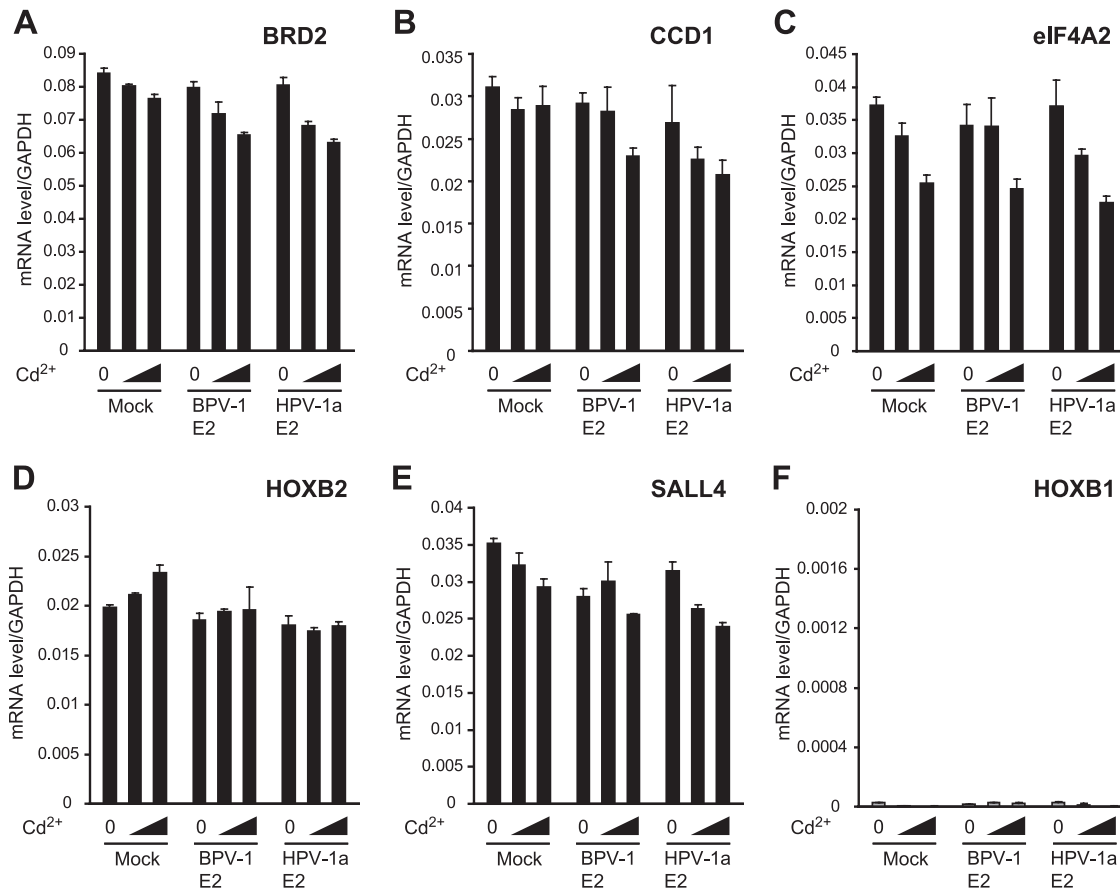 A
BRD2
mRNA level/GAPDH
0.09
0.08
0.07
0.06
0.05
0.04
0.03
0.02
0.01
0
Cd²⁺
0
0
0
Mock
BPV-1
E2
HPV-1a
E2
B
CCD1
mRNA level/GAPDH
0.035
0.03
0.025
0.02
0.015
0.01
0.005
0
Cd²⁺
0
0
0
Mock
BPV-1
E2
HPV-1a
E2
C
eIF4A2
mRNA level/GAPDH
0.045
0.04
0.035
0.03
0.025
0.02
0.015
0.01
0.005
0
Cd²⁺
0
0
0
Mock
BPV-1
E2
HPV-1a
E2
D
HOXB2
mRNA level/GAPDH
0.03
0.025
0.02
0.015
0.01
0.005
0
Cd²⁺
0
0
0
Mock
BPV-1
E2
HPV-1a
E2
E
SALL4
mRNA level/GAPDH
0.04
0.035
0.03
0.025
0.02
0.015
0.01
0.005
0
Cd²⁺
0
0
0
Mock
BPV-1
E2
HPV-1a
E2
F
HOXB1
mRNA level/GAPDH
0.002
0.0016
0.0012
0.0008
0.0004
0
Cd²⁺
0
0
0
Mock
BPV-1
E2
HPV-1a
E2